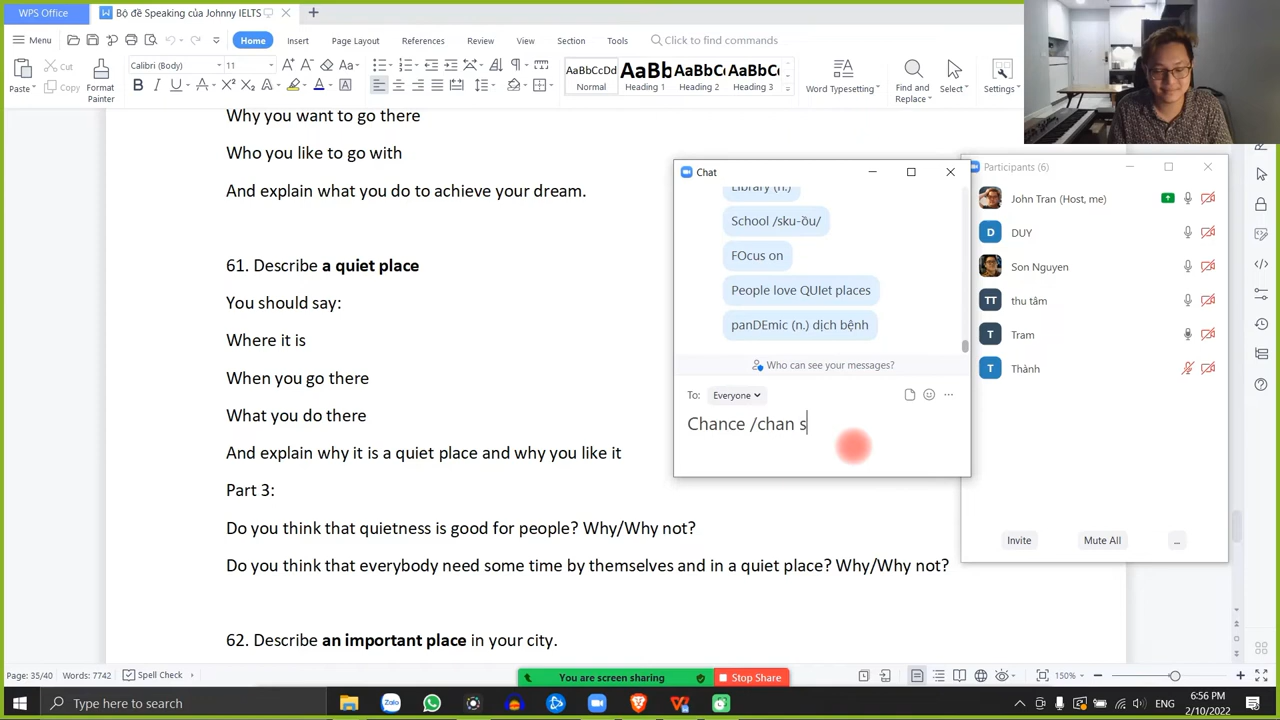 WPS Office
Bộ đề Speaking của Johnny IELTS
Menu
Home
Insert
Page Layout
References
Review
View
Section
Tools
Click to find commands
Paste
Cut
Copy
Format Painter
Calibri (Body)
11
AaBbCcDd
Normal
AaBb
Heading 1
AaBbCc
Heading 2
AaBbCc
Heading 3
Word Typesetting
Find and Replace
Select
Settings
Why you want to go there
Who you like to go with
And explain what you do to achieve your dream.
61. Describe a quiet place
You should say:
Where it is
When you go there
What you do there
And explain why it is a quiet place and why you like it
Part 3:
Do you think that quietness is good for people? Why/Why not?
Do you think that everybody need some time by themselves and in a quiet place? Why/Why not?
62. Describe an important place in your city.
Chat
Library (n.)
School /sku-ồu/
FOcus on
People love QUIet places
panDEmic (n.) dịch bệnh
Who can see your messages?
To: Everyone
Chance /chan s
Participants (6)
John Tran (Host, me)
D DUY
Son Nguyen
TT thu tâm
T Tram
T Thành
Invite
Mute All
...
Page: 35/40
Words: 7742
Spell Check
You are screen sharing
Stop Share
150%
Type here to search
Zalo
ENG
6:56 PM
2/10/2022